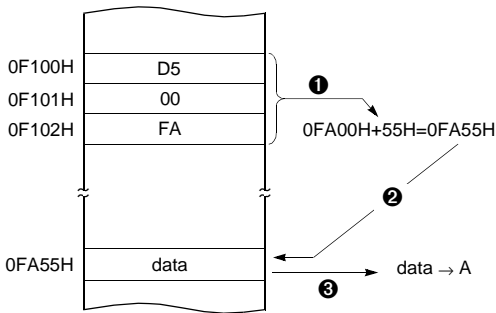 0F100H D5
0F101H 00 ❶
0F102H FA 0FA00H+55H=0FA55H
❷
0FA55H data data → A
❸